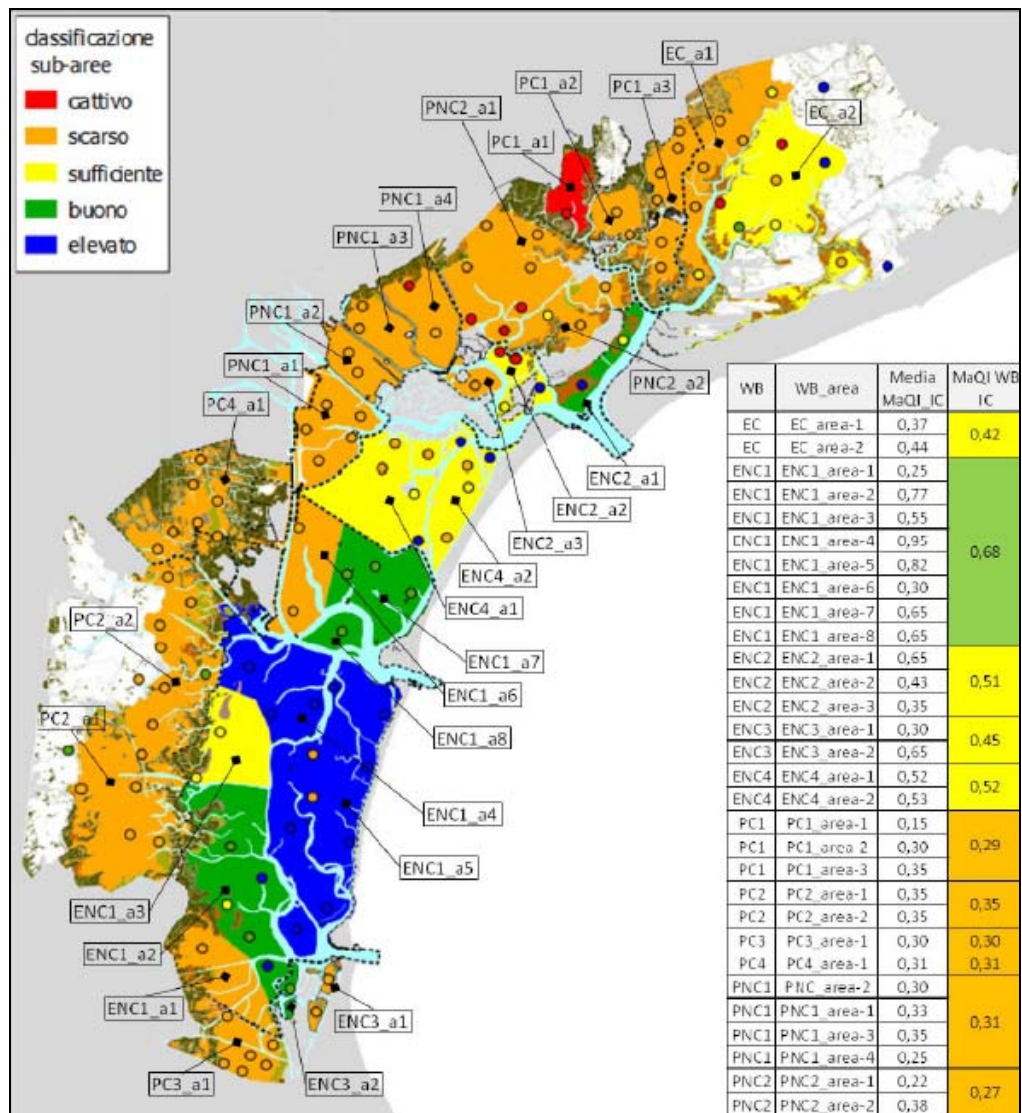 classificazione
sub-aree
cattivo
scarso
sufficiente
buono
elevato
EC_a1
PC1_a2
PC1_a3
PNC2_a1
EC_a2
PC1_a1
PNC1_a4
PNC1_a3
PNC1_a2
PNC1_a1
PNC2_a2
PC4_a1
ENC2_a1
ENC2_a2
ENC2_a3
ENC4_a2
ENC4_a1
PC2_a2
ENC1_a7
ENC1_a6
PC2_a1
ENC1_a8
ENC1_a4
ENC1_a5
ENC1_a3
ENC1_a2
ENC1_a1
ENC3_a1
PC3_a1
ENC3_a2
WB WB_area Media MaQI_IC MaQI WB IC
EC EC_area-1 0,37 0,42
EC EC_area-2 0,44
ENC1 ENC1_area-1 0,25 0,68
ENC1 ENC1_area-2 0,77
ENC1 ENC1_area-3 0,55
ENC1 ENC1_area-4 0,95
ENC1 ENC1_area-5 0,82
ENC1 ENC1_area-6 0,30
ENC1 ENC1_area-7 0,65
ENC1 ENC1_area-8 0,65
ENC2 ENC2_area-1 0,65 0,51
ENC2 ENC2_area-2 0,43
ENC2 ENC2_area-3 0,35
ENC3 ENC3_area-1 0,30 0,45
ENC3 ENC3_area-2 0,65
ENC4 ENC4_area-1 0,52 0,52
ENC4 ENC4_area-2 0,53
PC1 PC1_area-1 0,15 0,29
PC1 PC1_area-2 0,30
PC1 PC1_area-3 0,35
PC2 PC2_area-1 0,35 0,35
PC2 PC2_area-2 0,35
PC3 PC3_area-1 0,30 0,30
PC4 PC4_area-1 0,31 0,31
PNC1 PNC_area-2 0,30 0,31
PNC1 PNC1_area-1 0,33
PNC1 PNC1_area-3 0,35
PNC1 PNC1_area-4 0,25
PNC2 PNC2_area-1 0,22 0,27
PNC2 PNC2_area-2 0,38